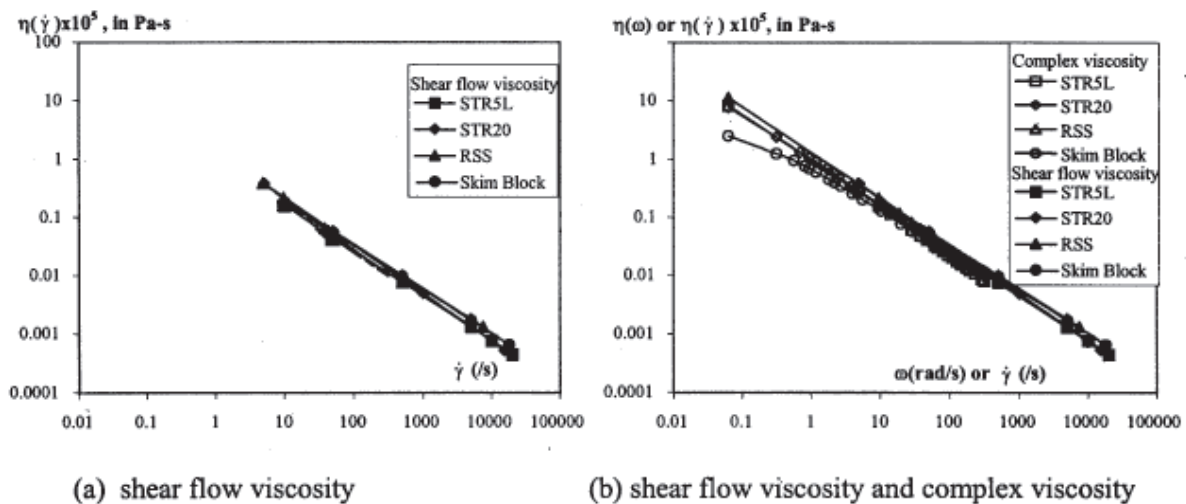 η(γ̇)x10⁵ , in Pa-s
100
10
1
0.1
0.01
0.001
0.0001
0.01 0.1 1 10 100 1000 10000 100000
γ̇ (/s)
Shear flow viscosity
STR5L
STR20
RSS
Skim Block
(a) shear flow viscosity
η(ω) or η(γ̇) x10⁵, in Pa-s
100
10
1
0.1
0.01
0.001
0.0001
0.01 0.1 1 10 100 1000 10000 100000
ω(rad/s) or γ̇ (/s)
Complex viscosity
STR5L
STR20
RSS
Skim Block
Shear flow viscosity
STR5L
STR20
RSS
Skim Block
(b) shear flow viscosity and complex viscosity